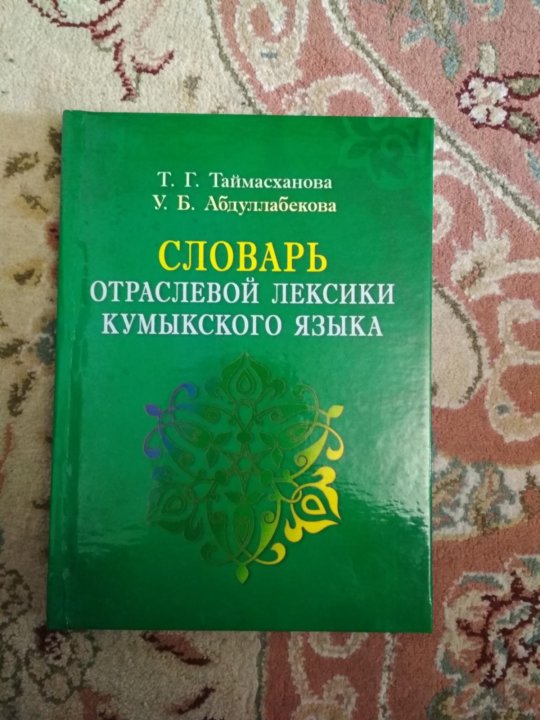 Т. Г. Таймасханова
У. Б. Абдуллабекова
СЛОВАРЬ
ОТРАСЛЕВОЙ ЛЕКСИКИ
КУМЫКСКОГО ЯЗЫКА